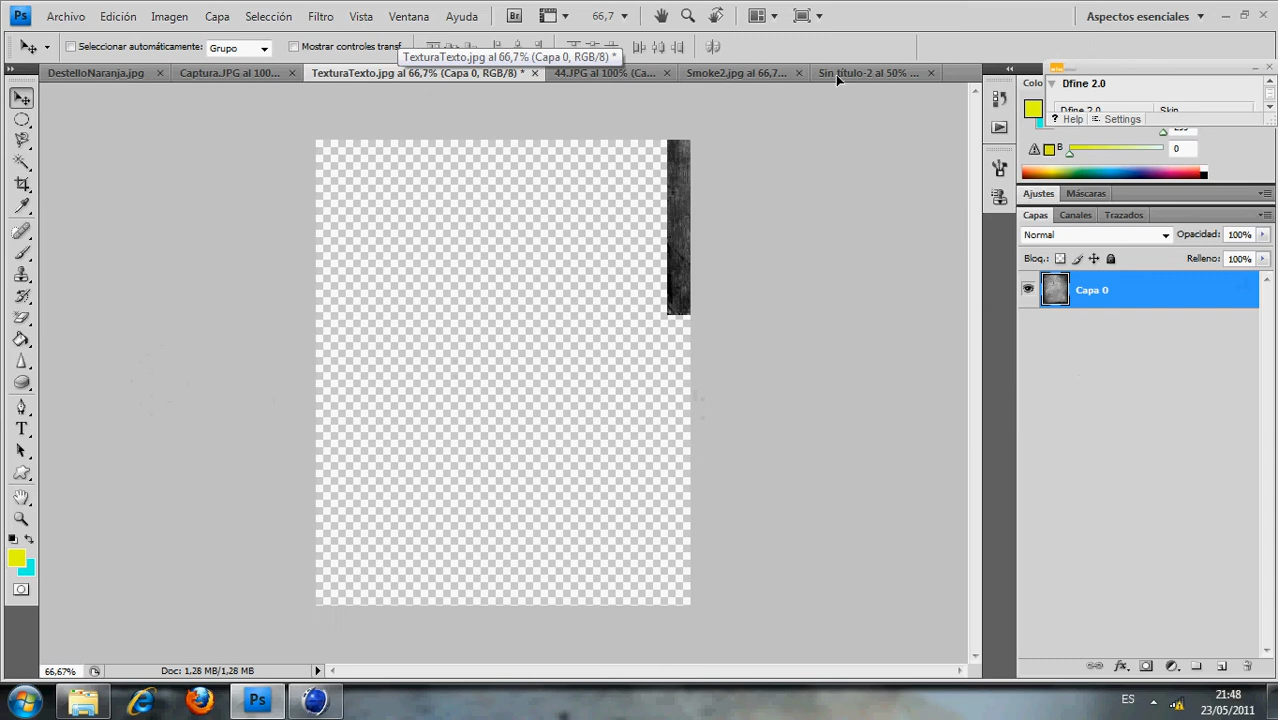 Ps Archivo Edición Imagen Capa Selección Filtro Vista Ventana Ayuda Br 66,7 Aspectos esenciales
Seleccionar automáticamente: Grupo Mostrar controles transf.
TexturaTexto.jpg al 66,7% (Capa 0, RGB/8) *
DestelloNaranja.jpg Captura.JPG al 100... TexturaTexto.jpg al 66,7% (Capa 0, RGB/8) * 44.JPG al 100% (Ca... Smoke2.jpg al 66,7... Sin título-2 al 50% ...
Colo
Dfine 2.0
Dfine 2.0 Skin
Help Settings
B 0
Ajustes Máscaras
Capas Canales Trazados
Normal Opacidad: 100%
Bloq.: Relleno: 100%
Capa 0
66,67% Doc: 1,28 MB/1,28 MB
Ps ES 21:48
23/05/2011